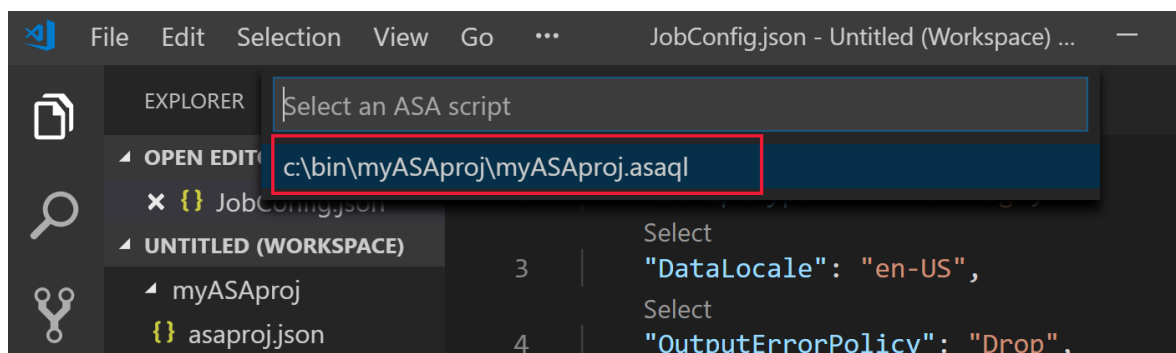 File Edit Selection View Go ••• JobConfig.json - Untitled (Workspace) ...
EXPLORER
Select an ASA script
OPEN EDIT
c:\bin\myASAproj\myASAproj.asaql
{} JobConfig.json
UNTITLED (WORKSPACE)
myASAproj
{} asaproj.json
Select
3 "DataLocale": "en-US",
Select
4 "OutputErrorPolicy": "Drop",